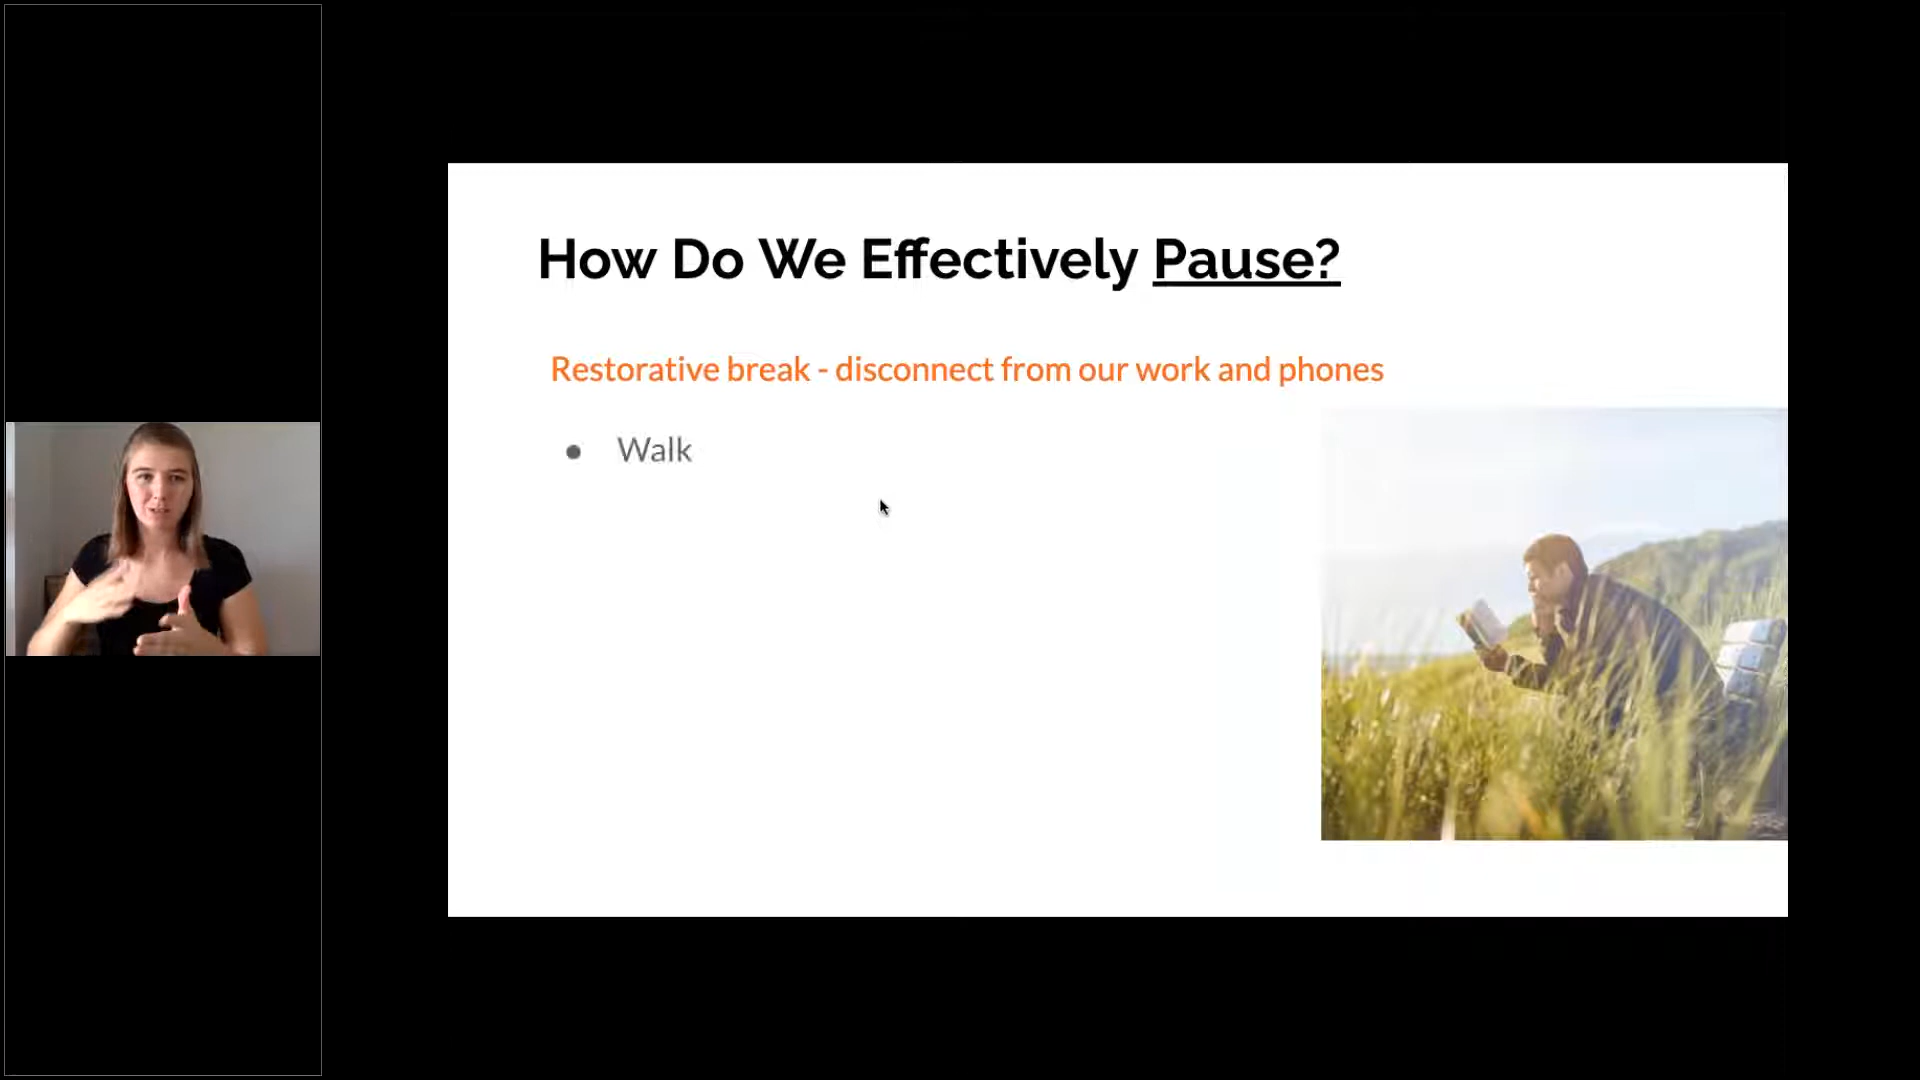 How Do We Effectively Pause?
Restorative break - disconnect from our work and phones
● Walk